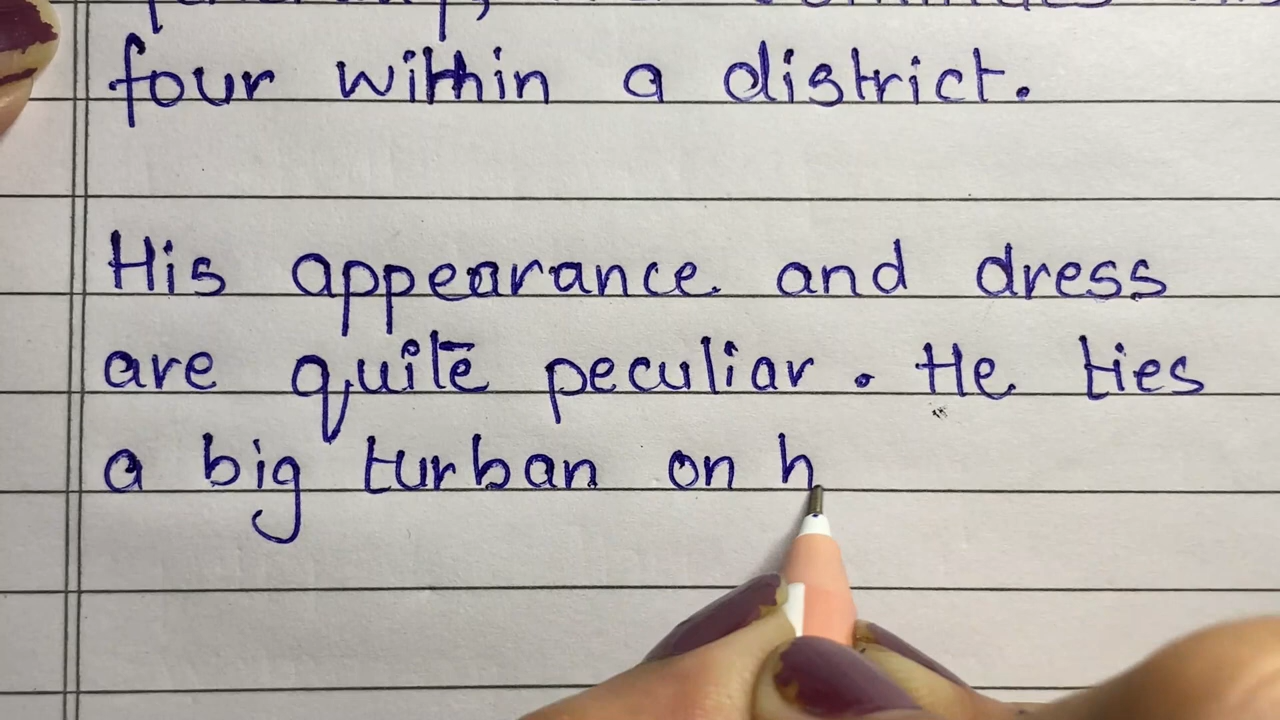 four within a district.
His appearance and dress
are quite peculiar. He ties
a big turban on h